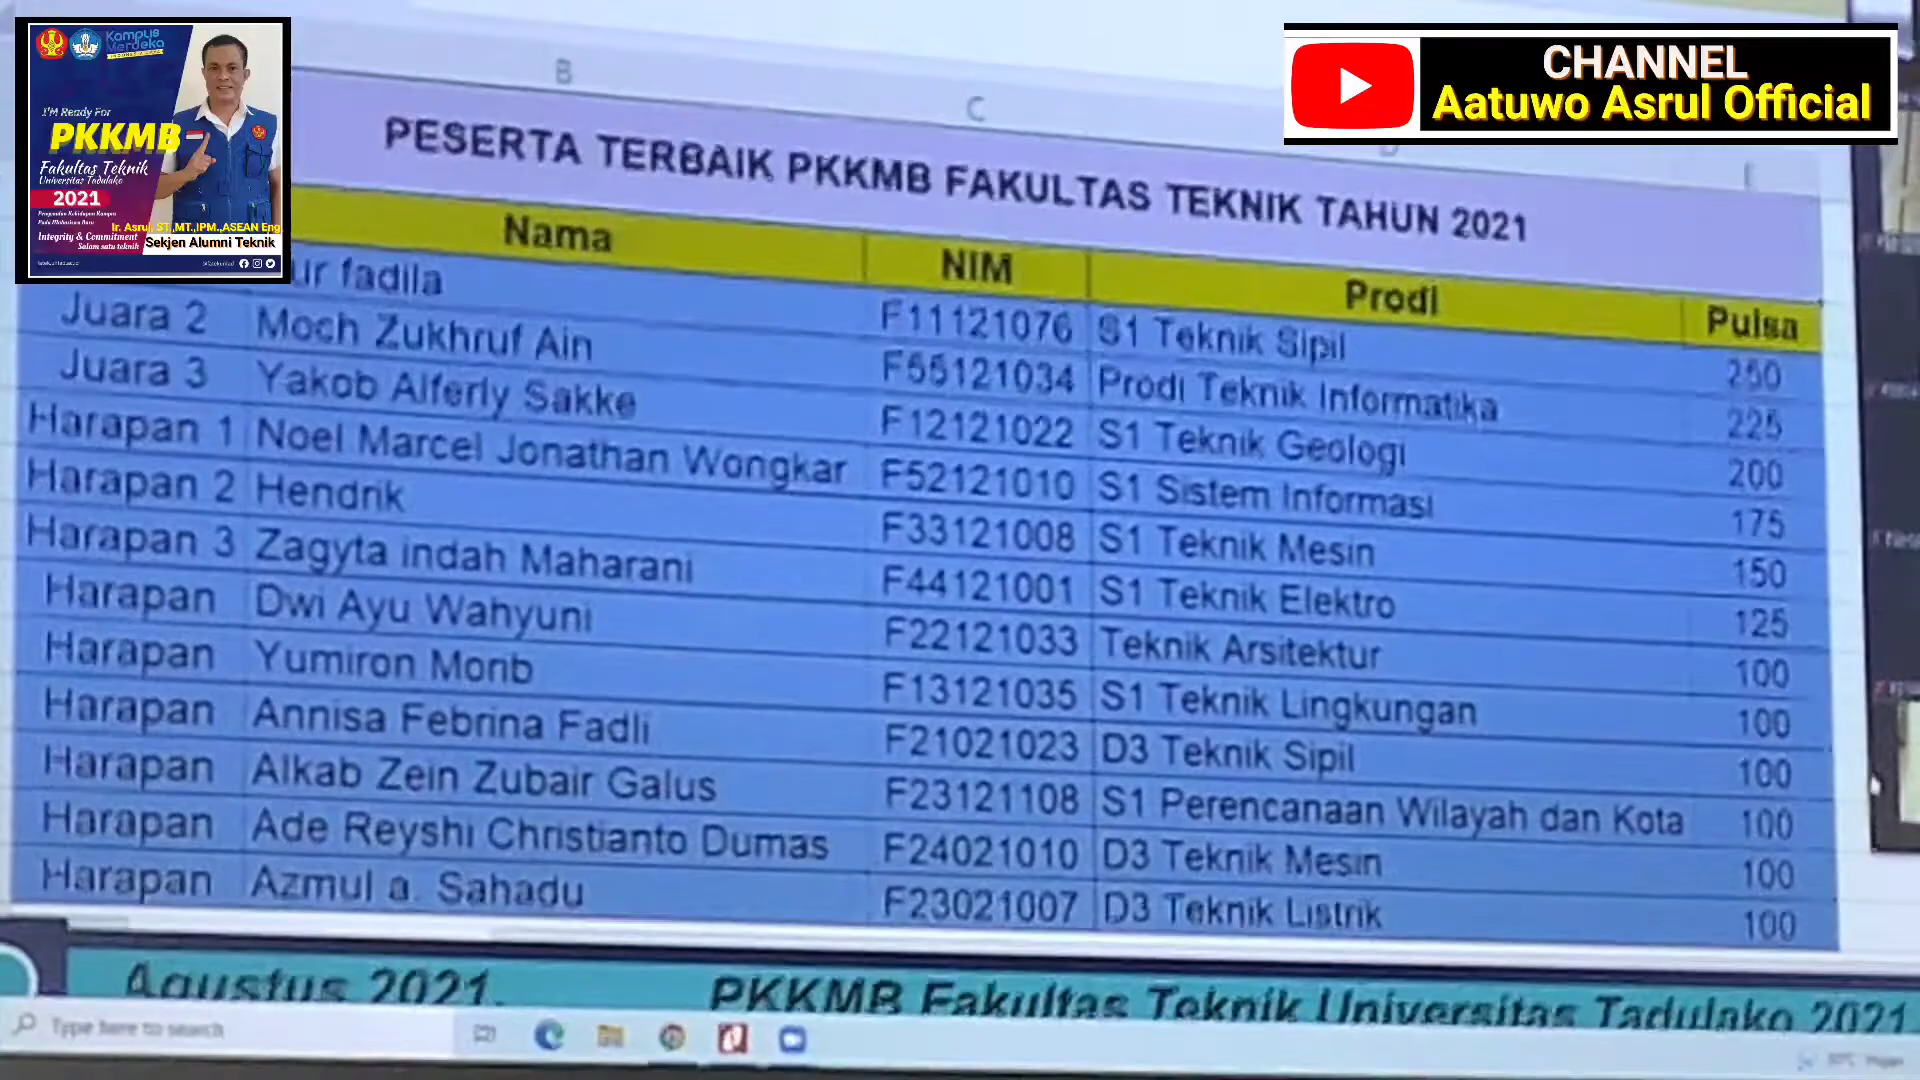 Kampus
Merdeka
I'M Ready For
PKKMB
Fakultas Teknik
Universitas Tadulako
2021
Pengenalan Kehidupan Kampus
Pada Mahasiswa Baru
Ir. Asrul, ST.,MT.,IPM.,ASEAN Eng
Integrity & Commitment
Salam satu teknik
Sekjen Alumni Teknik
CHANNEL
Aatuwo Asrul Official
B C
PESERTA TERBAIK PKKMB FAKULTAS TEKNIK TAHUN 2021
Nama NIM Prodi Pulsa
ur fadila F11121076 S1 Teknik Sipil 250
Juara 2 Moch Zukhruf Ain F55121034 Prodi Teknik Informatika 225
Juara 3 Yakob Alferly Sakke F12121022 S1 Teknik Geologi 200
Harapan 1 Noel Marcel Jonathan Wongkar F52121010 S1 Sistem Informasi 175
Harapan 2 Hendrik F33121008 S1 Teknik Mesin 150
Harapan 3 Zagyta indah Maharani F44121001 S1 Teknik Elektro 125
Harapan Dwi Ayu Wahyuni F22121033 Teknik Arsitektur 100
Harapan Yumiron Morib F13121035 S1 Teknik Lingkungan 100
Harapan Annisa Febrina Fadli F21021023 D3 Teknik Sipil 100
Harapan Alkab Zein Zubair Galus F23121108 S1 Perencanaan Wilayah dan Kota 100
Harapan Ade Reyshi Christianto Dumas F24021010 D3 Teknik Mesin 100
Harapan Azmul a. Sahadu F23021007 D3 Teknik Listrik 100
Agustus 2021. PKKMB Fakultas Teknik Universitas Tadulako 2021
Type here to search